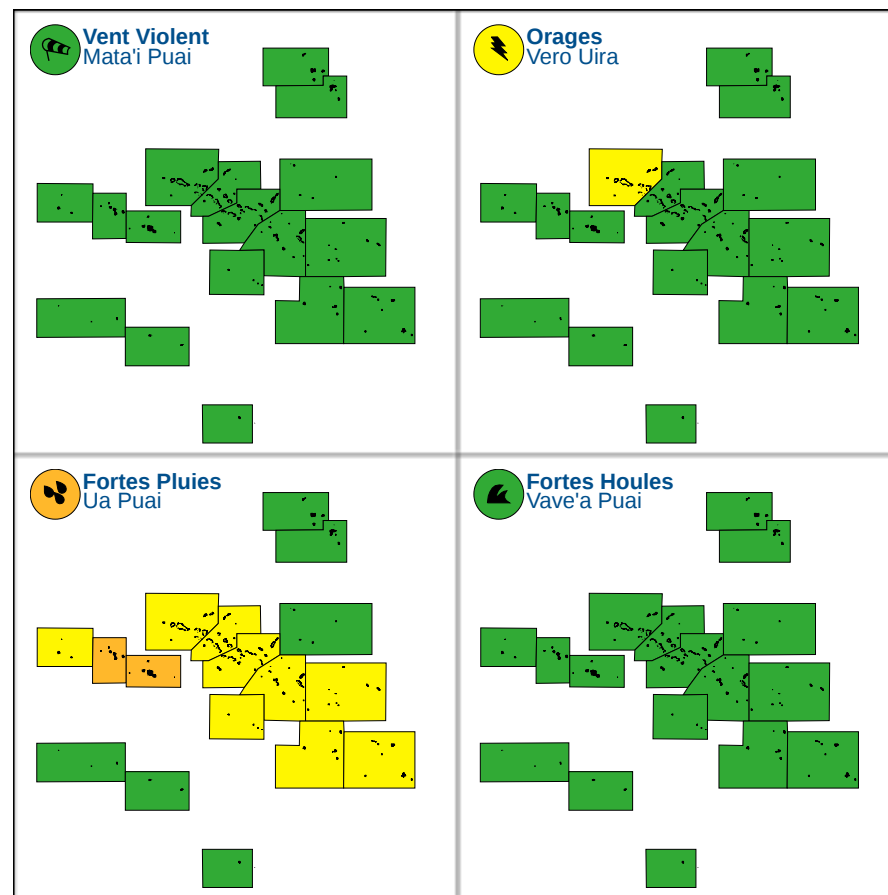 Vent Violent
Mata'i Puai
Orages
Vero Uira
Fortes Pluies
Ua Puai
Fortes Houles
Vave'a Puai